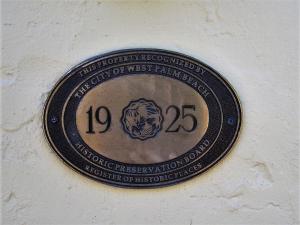 THIS PROPERTY RECOGNIZED BY
THE CITY OF WEST PALM BEACH
19 25
HISTORIC PRESERVATION BOARD
REGISTER OF HISTORIC PLACES